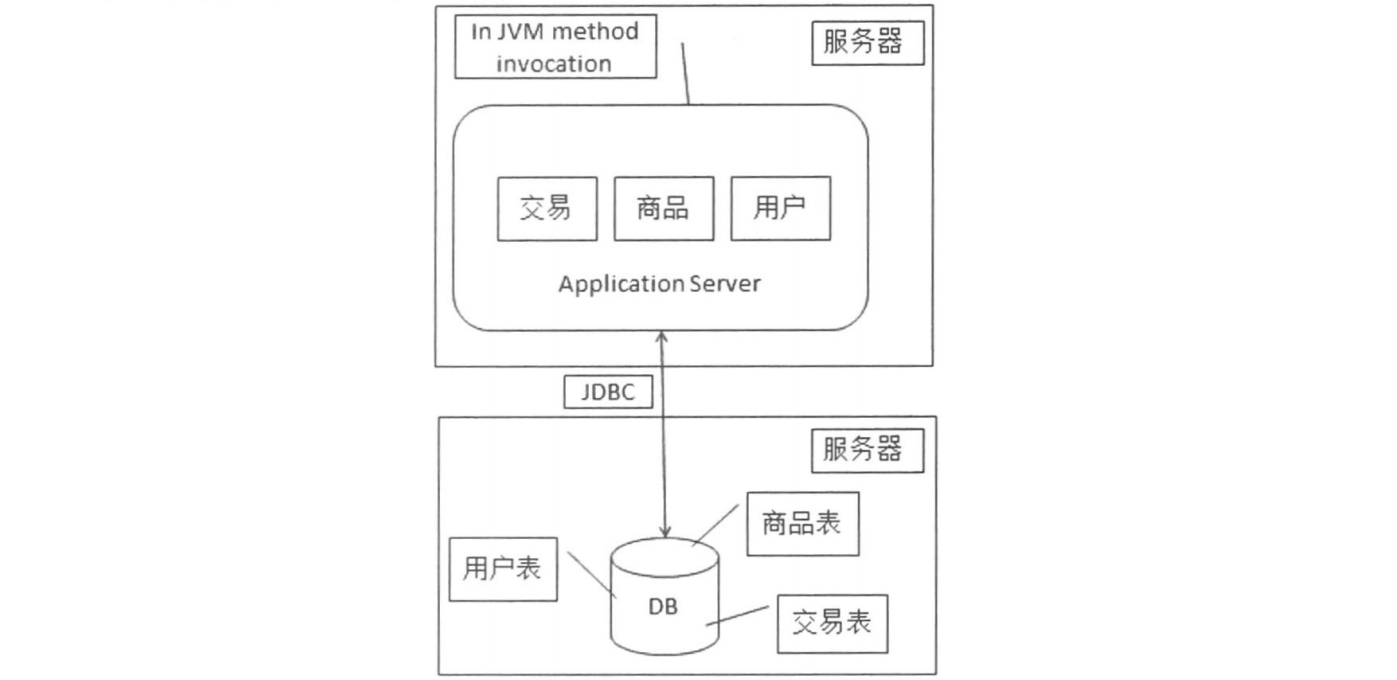 In JVM method
invocation
服务器
交易
商品
用户
Application Server
JDBC
服务器
商品表
用户表
DB
交易表